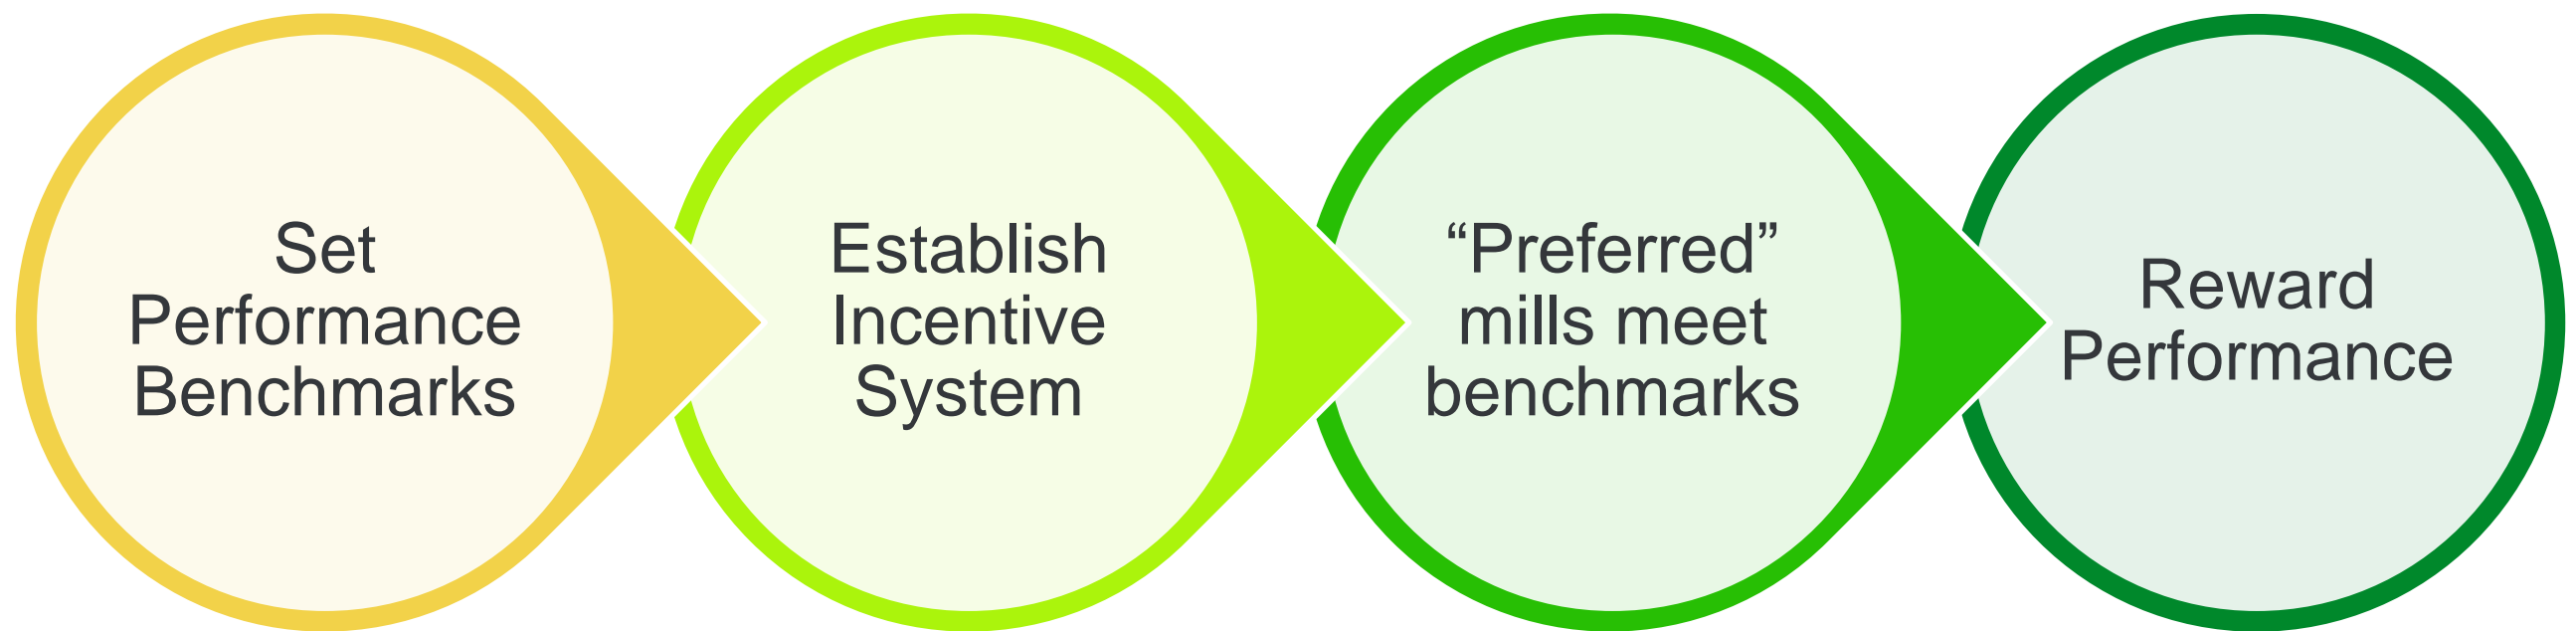 Set
Performance
Benchmarks
Establish
Incentive
System
“Preferred”
mills meet
benchmarks
Reward
Performance